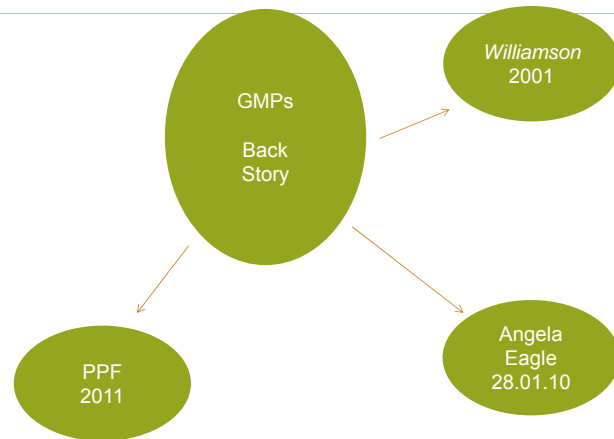 GMPs
Back
Story
Williamson
2001
PPF
2011
Angela
Eagle
28.01.10